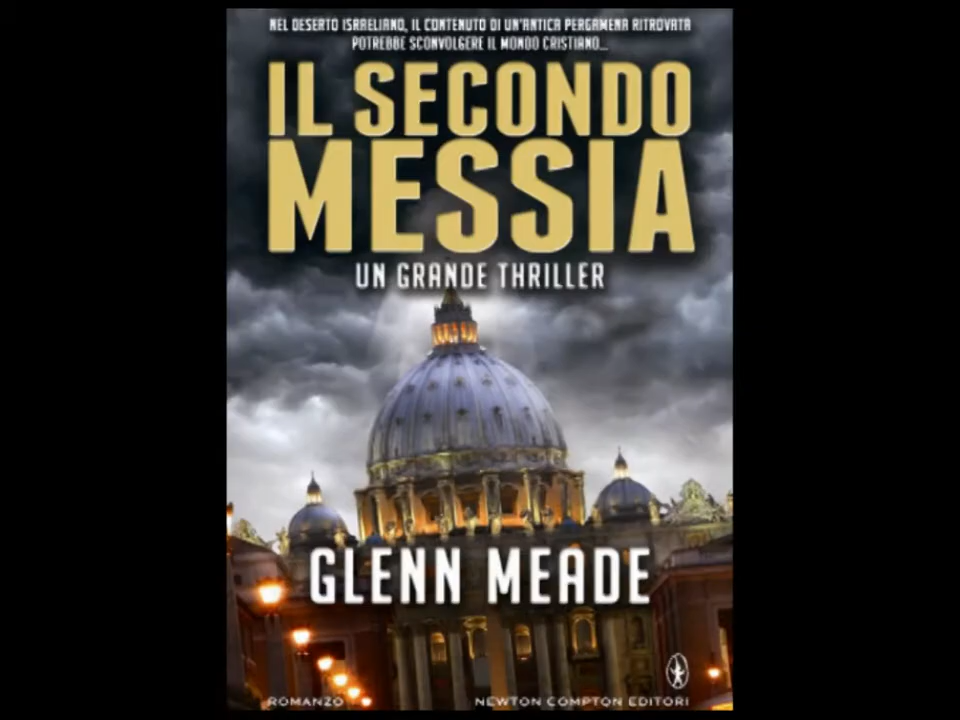 NEL DESERTO ISRAELIANO, IL CONTENUTO DI UN'ANTICA PERGAMENA RITROVATA
POTREBBE SCONVOLGERE IL MONDO CRISTIANO...
IL SECONDO
MESSIA
UN GRANDE THRILLER
GLENN MEADE
ROMANZO NEWTON COMPTON EDITORI